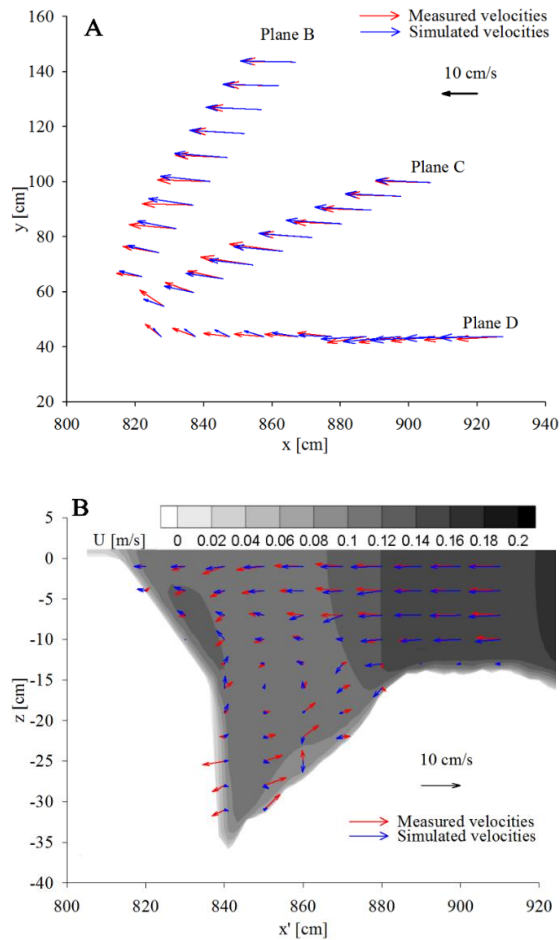 A
Plane B
Measured velocities
Simulated velocities
10 cm/s
Plane C
Plane D
160
140
120
100
80
60
40
20
y [cm]
800 820 840 860 880 900 920 940
x [cm]
B
U [m/s] 0 0.02 0.04 0.06 0.08 0.1 0.12 0.14 0.16 0.18 0.2
5
0
-5
-10
-15
-20
-25
-30
-35
-40
z [cm]
10 cm/s
Measured velocities
Simulated velocities
800 820 840 860 880 900 920
x' [cm]